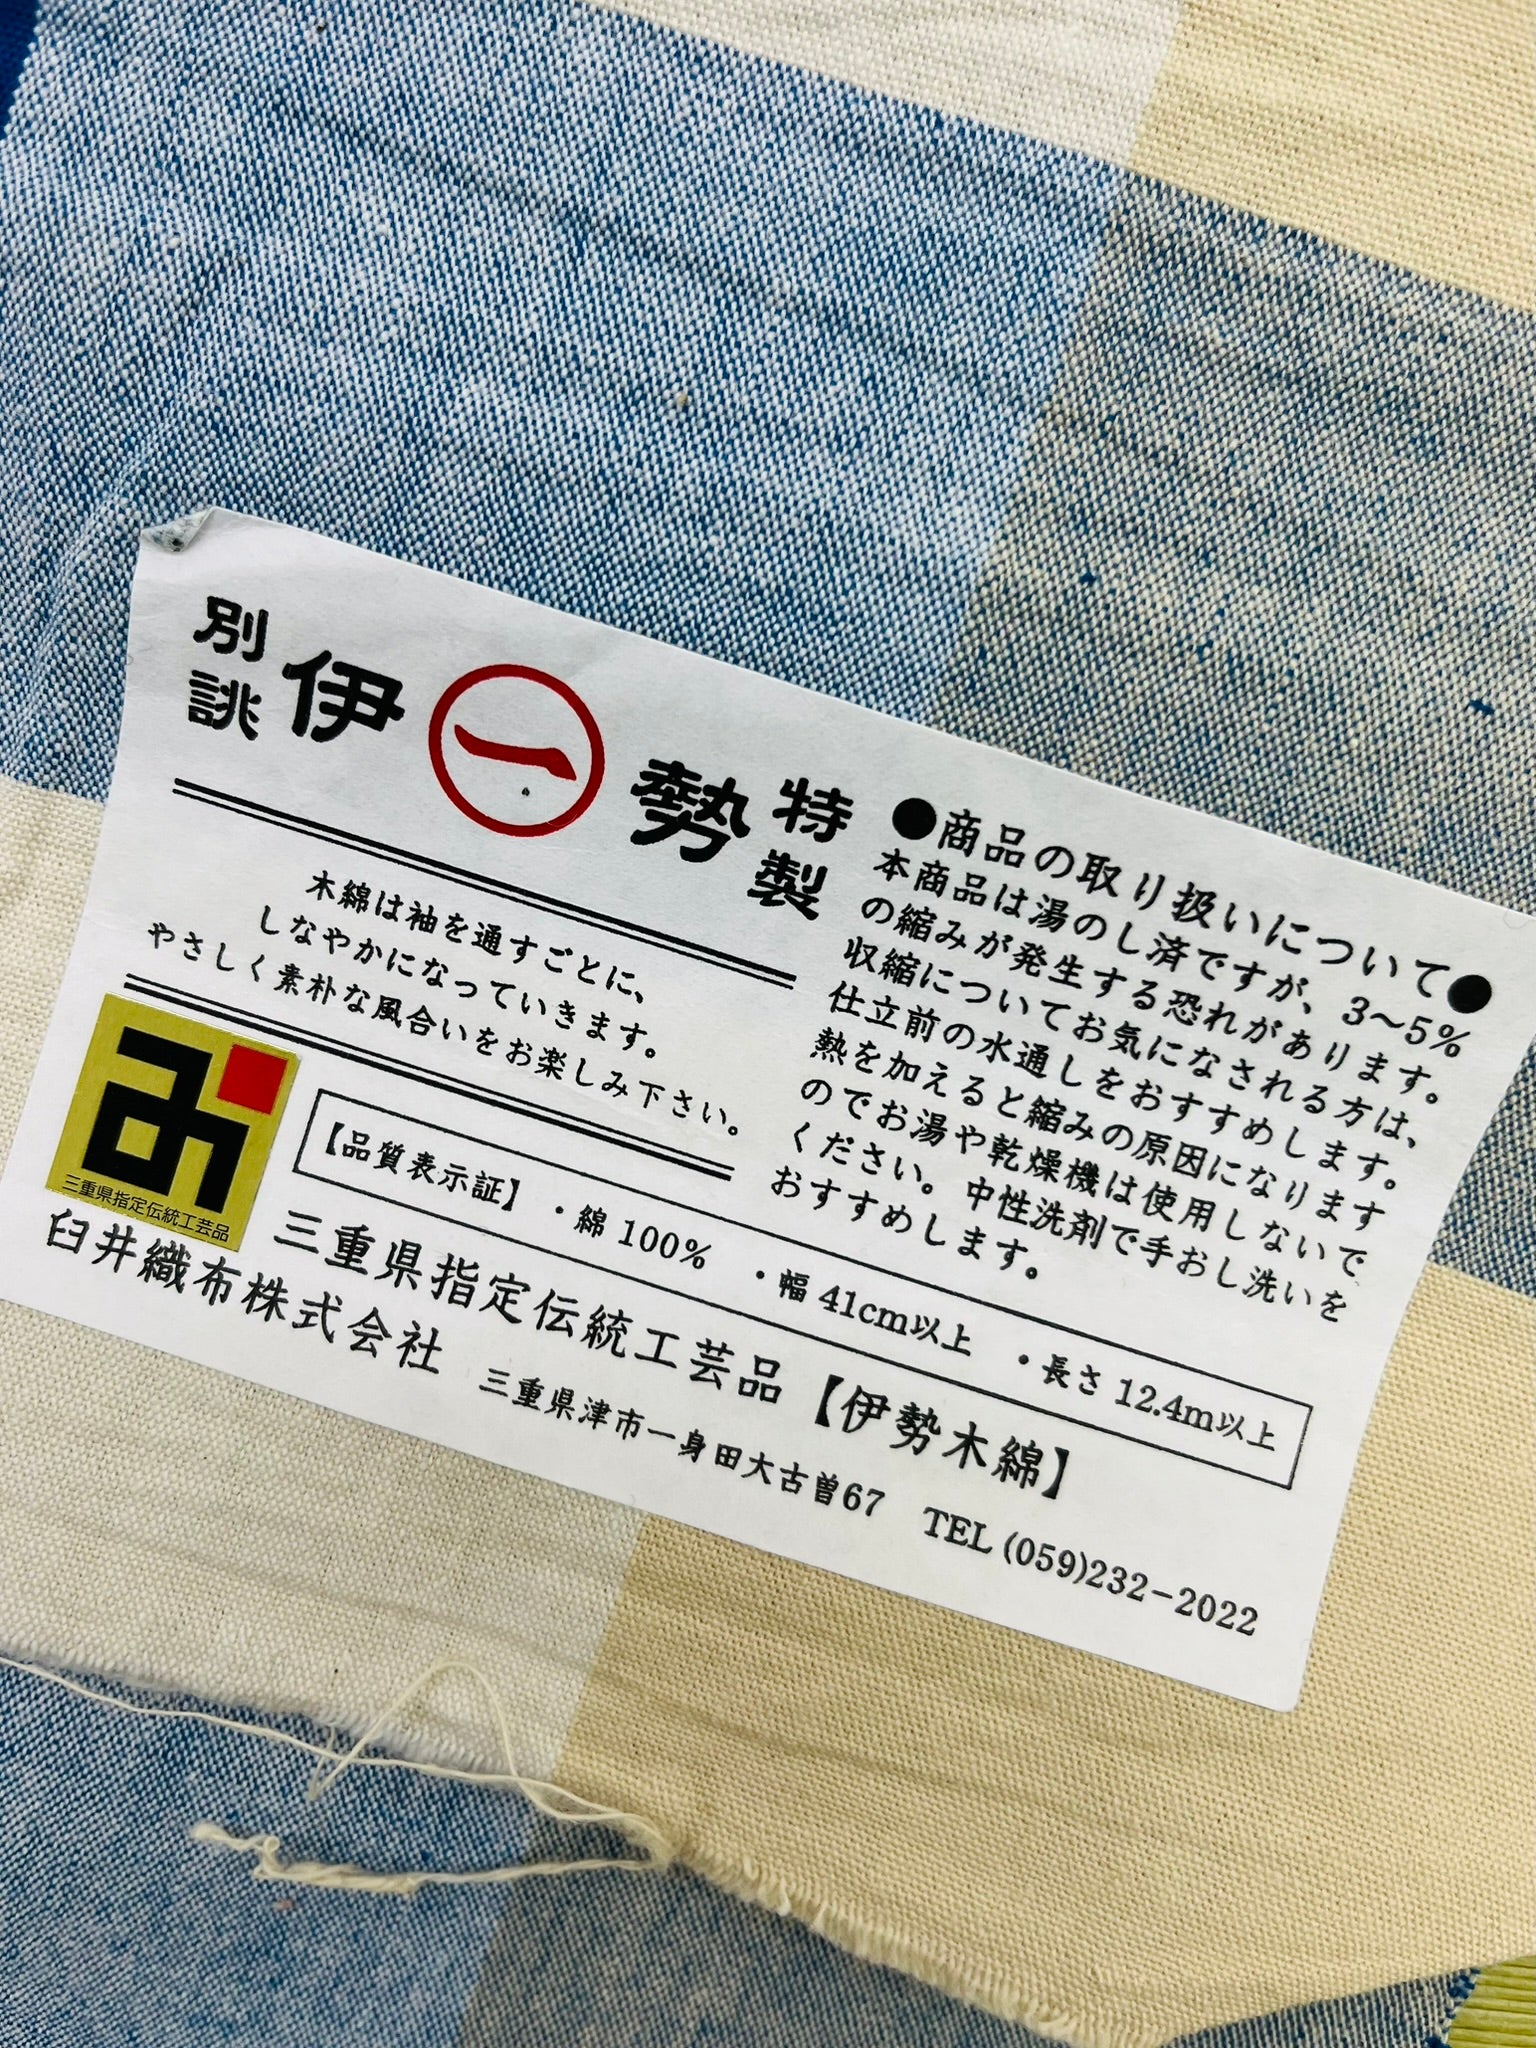 別誂
伊
一
勢
特製
木綿は袖を通すごとに、
しなやかになっていきます。
やさしく素朴な風合いをお楽しみ下さい。
●商品の取り扱いについて●
本商品は湯のし済ですが、3～5%
の縮みが発生する恐れがあります。
収縮についてお気になされる方は、
仕立前の水通しをおすすめします。
熱を加えると縮みの原因になります
のでお湯や乾燥機は使用しないで
ください。中性洗剤で手おし洗いを
おすすめします。
【品質表示証】 ・綿 100% ・幅 41cm以上 ・長さ 12.4m以上
三重県指定伝統工芸品
三重県指定伝統工芸品【伊勢木綿】
臼井織布株式会社 三重県津市一身田大古曽67 TEL (059)232-2022